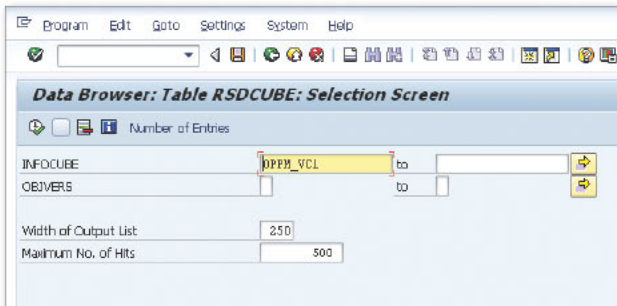 Program Edit Goto Settings System Help
Data Browser: Table RSDCUBE: Selection Screen
Number of Entries
INFOCUBE 0PPM_VC1 to
OBJVERS to
Width of Output List 250
Maximum No. of Hits 500